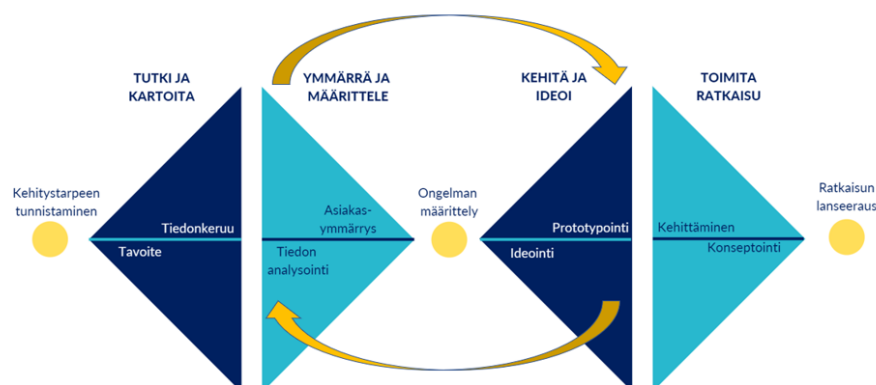 TUTKI JA
KARTOITA
YMMÄRRÄ JA
MÄÄRITTELE
KEHITÄ JA
IDEOI
TOIMITA
RATKAISU
Kehitystarpeen
tunnistaminen
Tiedonkeruu
Tavoite
Asiakas-
ymmärrys
Tiedon
analysointi
Ongelman
määrittely
Prototypointi
Ideointi
Kehittäminen
Konseptointi
Ratkaisun
lanseeraus